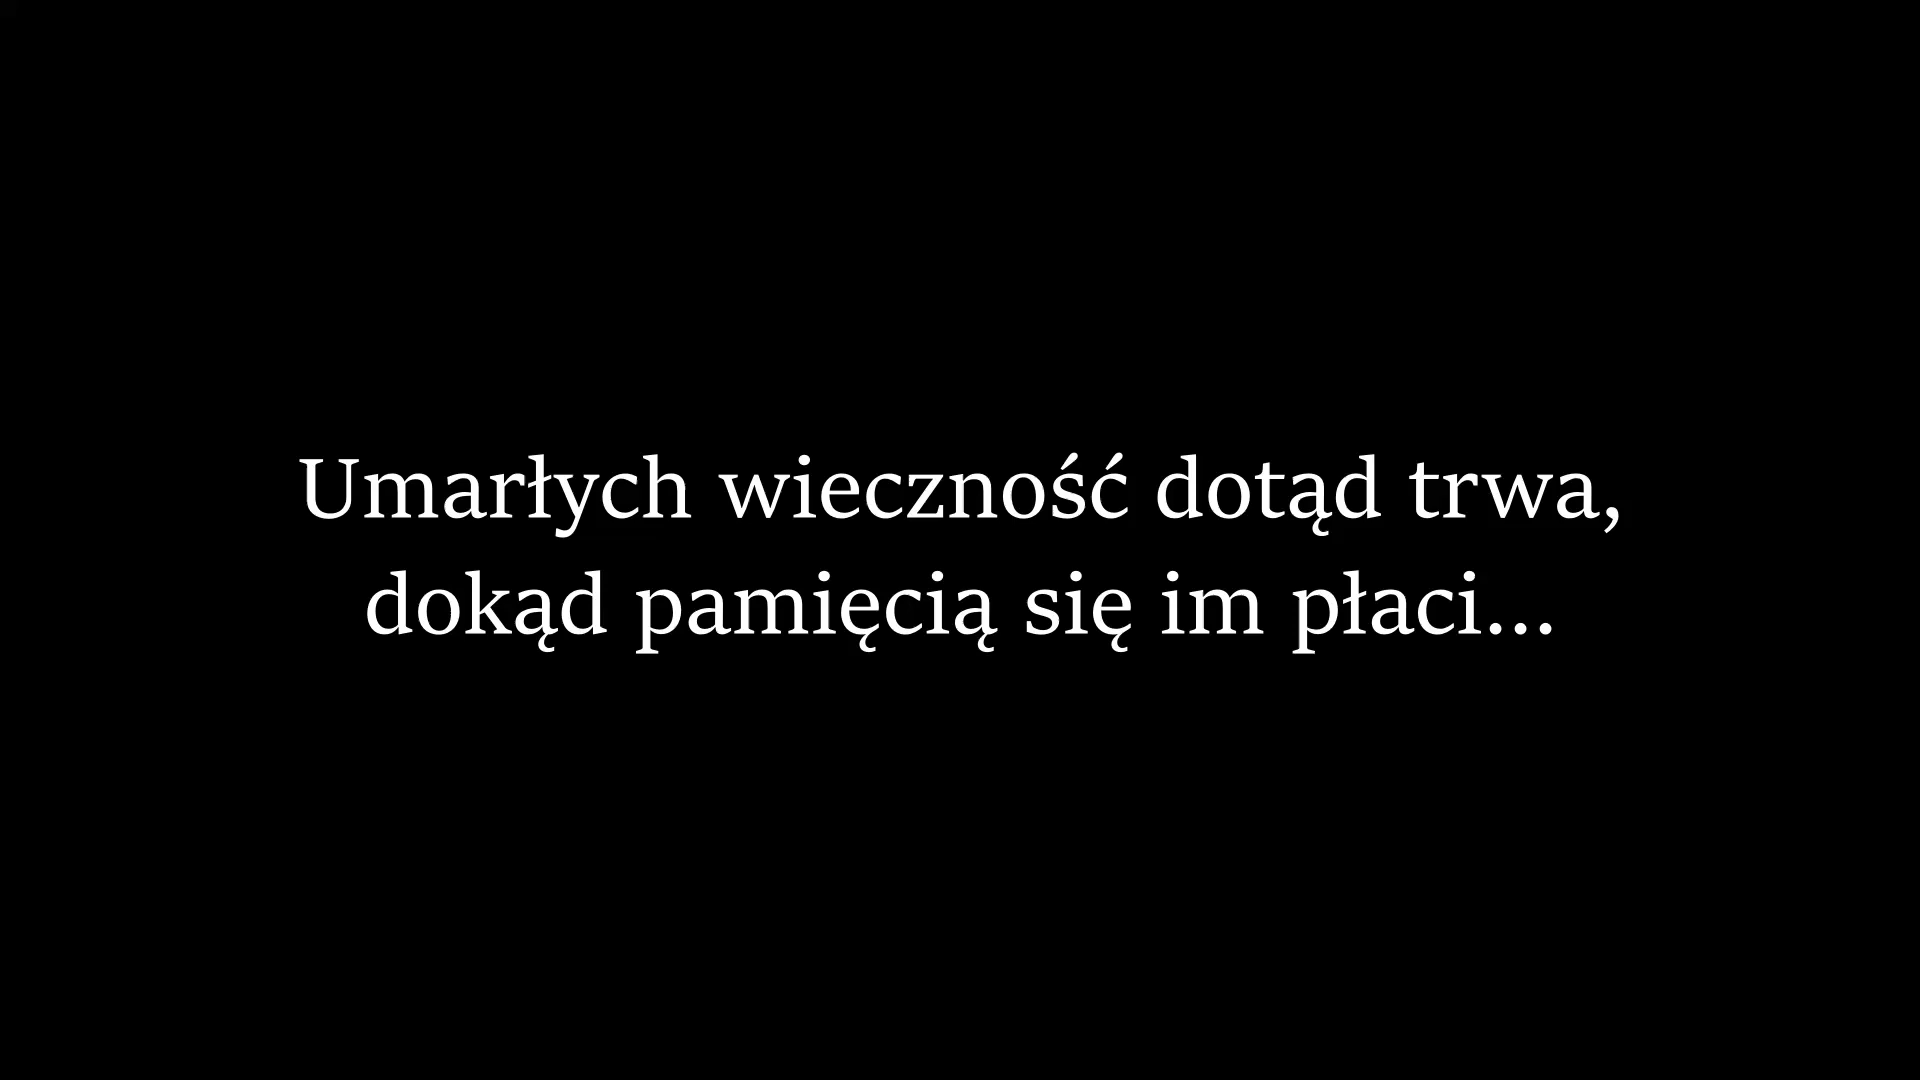 Umarłych wieczność dotąd trwa,
dokąd pamięcią się im płaci...